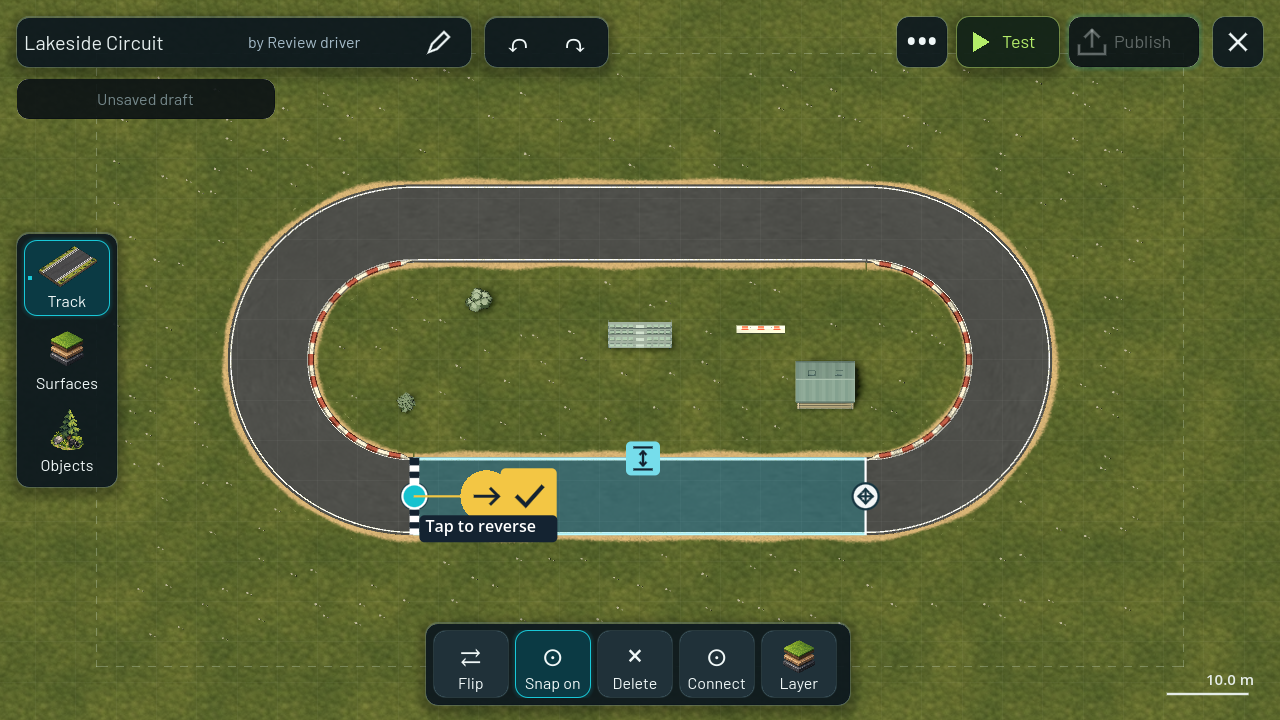 Lakeside Circuit
by Review driver
Test
Publish
Unsaved draft
Track
Surfaces
Objects
Tap to reverse
Flip
Snap on
Delete
Connect
Layer
10.0 m